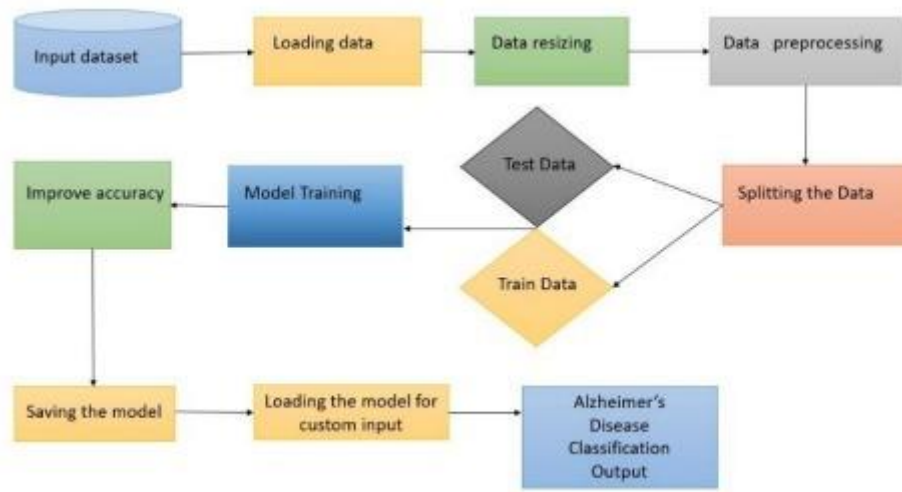 Input dataset
Loading data
Data resizing
Data preprocessing
Test Data
Improve accuracy
Model Training
Splitting the Data
Train Data
Saving the model
Loading the model for
custom input
Alzheimer's
Disease
Classification
Output